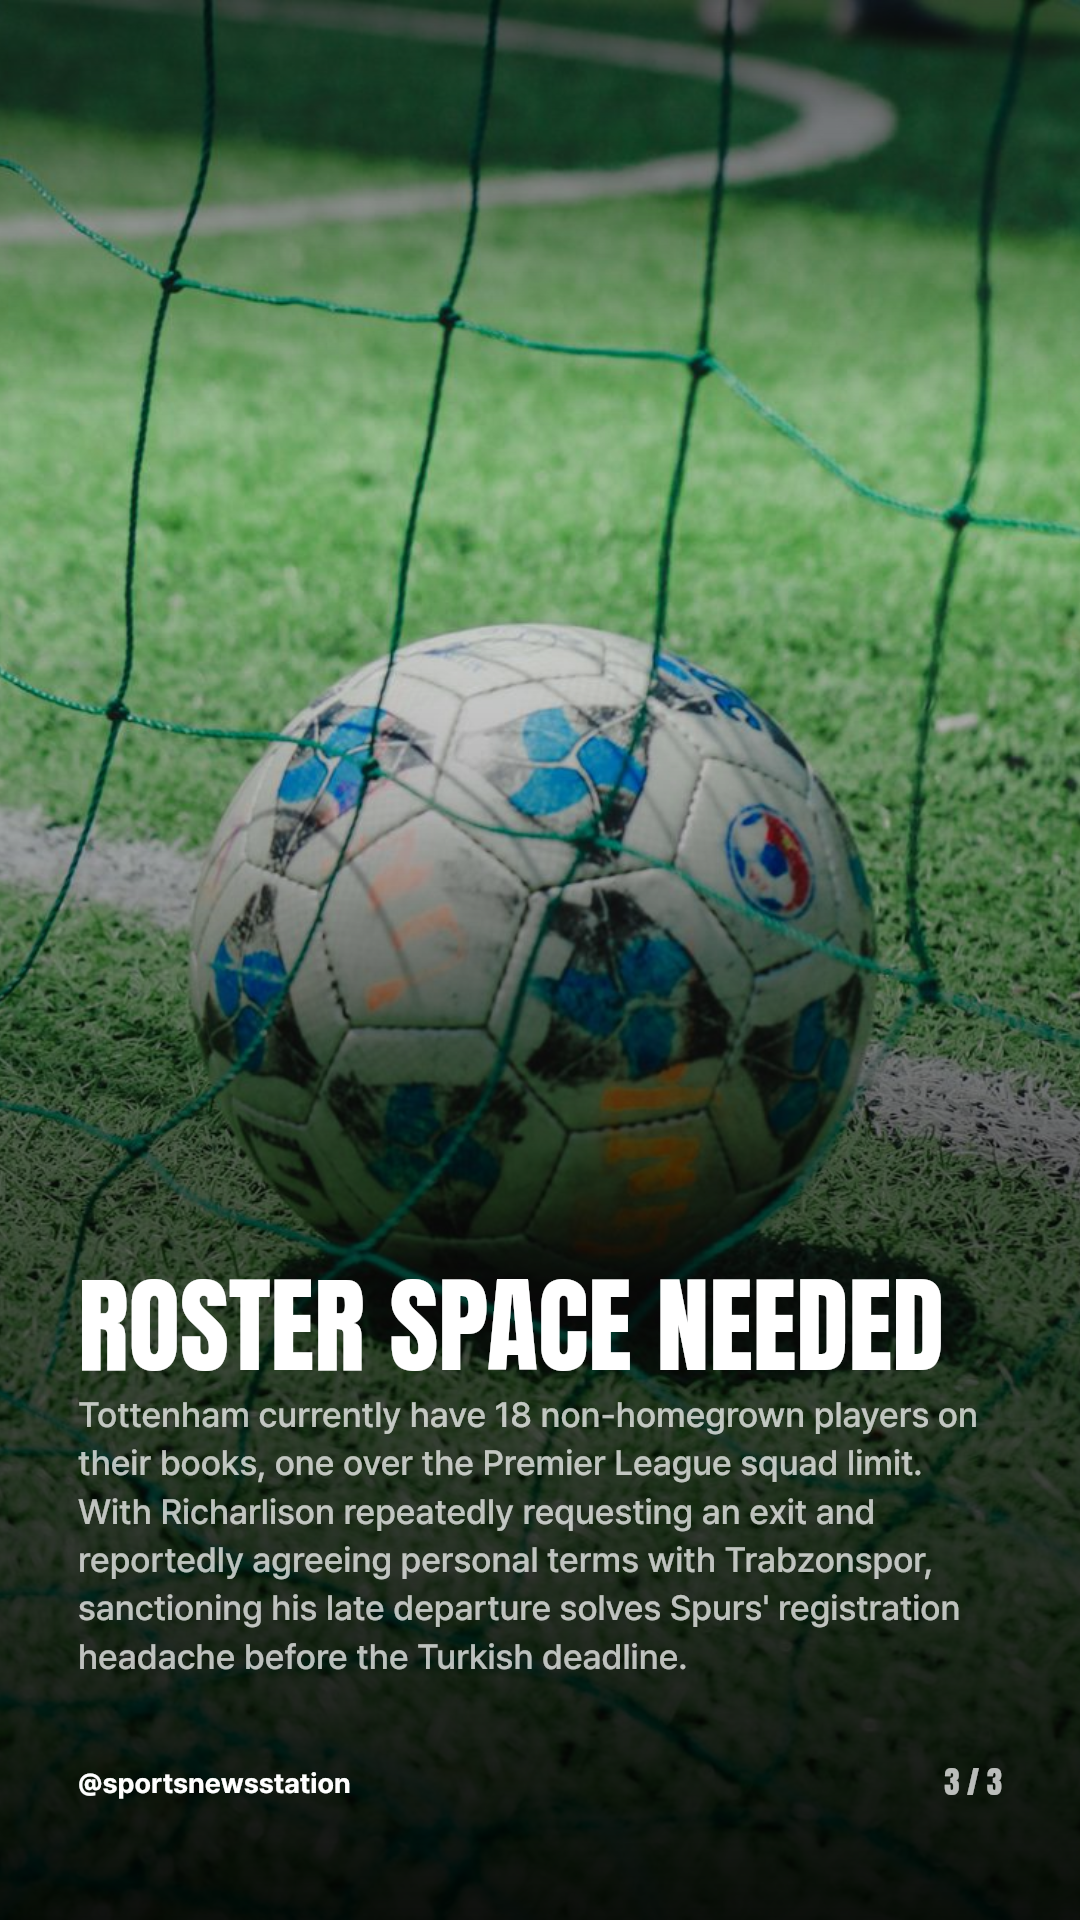 ROSTER SPACE NEEDED
Tottenham currently have 18 non-homegrown players on
their books, one over the Premier League squad limit.
With Richarlison repeatedly requesting an exit and
reportedly agreeing personal terms with Trabzonspor,
sanctioning his late departure solves Spurs' registration
headache before the Turkish deadline.
@sportsnewsstation
3 / 3